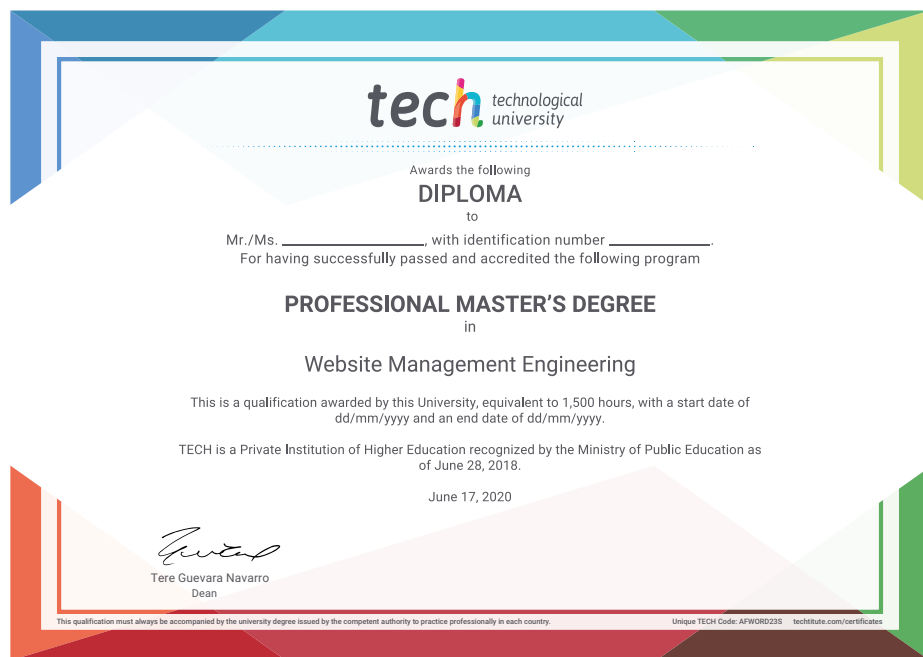 tech technological
university
Awards the following
DIPLOMA
to
Mr./Ms. ____________, with identification number ____________.
For having successfully passed and accredited the following program
PROFESSIONAL MASTER'S DEGREE
in
Website Management Engineering
This is a qualification awarded by this University, equivalent to 1,500 hours, with a start date of
dd/mm/yyyy and an end date of dd/mm/yyyy.
TECH is a Private Institution of Higher Education recognized by the Ministry of Public Education as
of June 28, 2018.
June 17, 2020
Tere Guevara Navarro
Dean
This qualification must always be accompanied by the university degree issued by the competent authority to practice professionally in each country.
Unique TECH Code: AFWORD23S techtitute.com/certificates